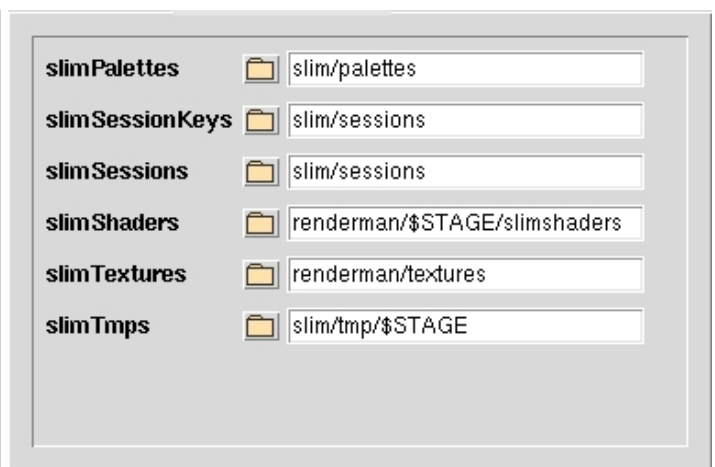 slimPalettes slim/palettes
slimSessionKeys slim/sessions
slimSessions slim/sessions
slimShaders renderman/$STAGE/slimshaders
slimTextures renderman/textures
slimTmps slim/tmp/$STAGE